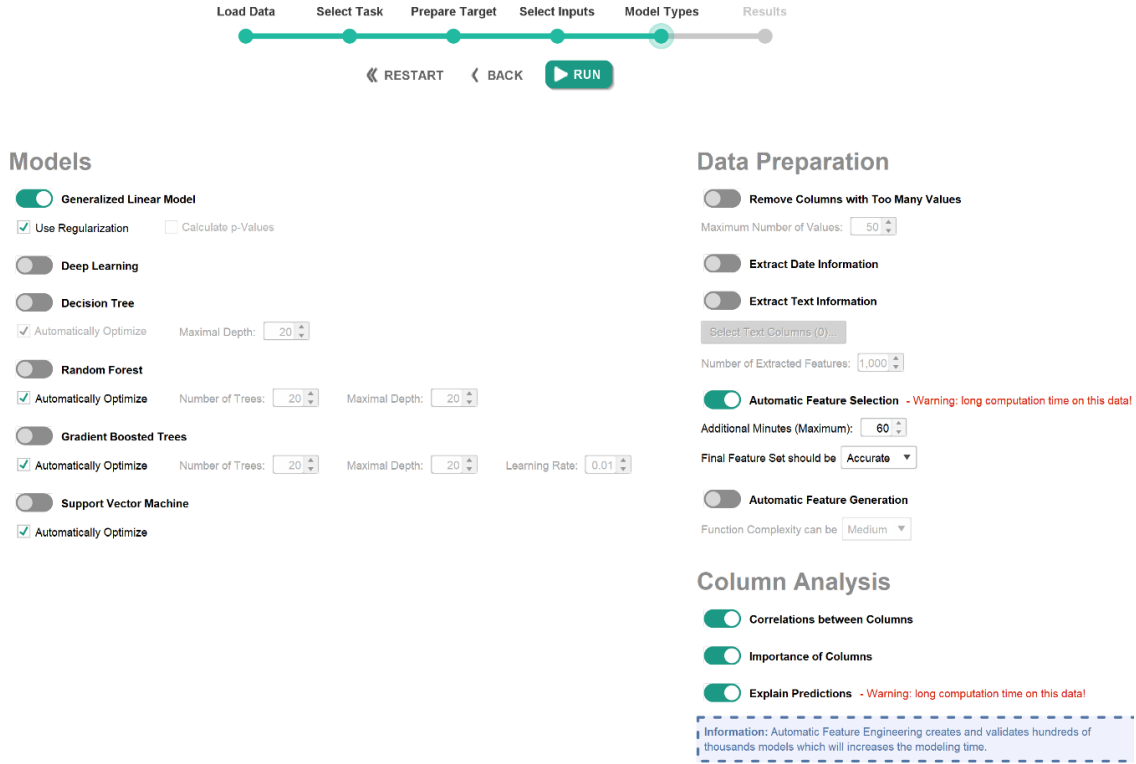 Load Data Select Task Prepare Target Select Inputs Model Types Results
RESTART BACK RUN
Models
Generalized Linear Model
Use Regularization Calculate p-Values
Deep Learning
Decision Tree
Automatically Optimize Maximal Depth: 20
Random Forest
Automatically Optimize Number of Trees: 20 Maximal Depth: 20
Gradient Boosted Trees
Automatically Optimize Number of Trees: 20 Maximal Depth: 20 Learning Rate: 0.01
Support Vector Machine
Automatically Optimize
Data Preparation
Remove Columns with Too Many Values
Maximum Number of Values: 50
Extract Date Information
Extract Text Information
Select Text Columns (0)...
Number of Extracted Features: 1,000
Automatic Feature Selection - Warning: long computation time on this data!
Additional Minutes (Maximum): 60
Final Feature Set should be Accurate
Automatic Feature Generation
Function Complexity can be Medium
Column Analysis
Correlations between Columns
Importance of Columns
Explain Predictions - Warning: long computation time on this data!
Information: Automatic Feature Engineering creates and validates hundreds of
thousands models which will increases the modeling time.